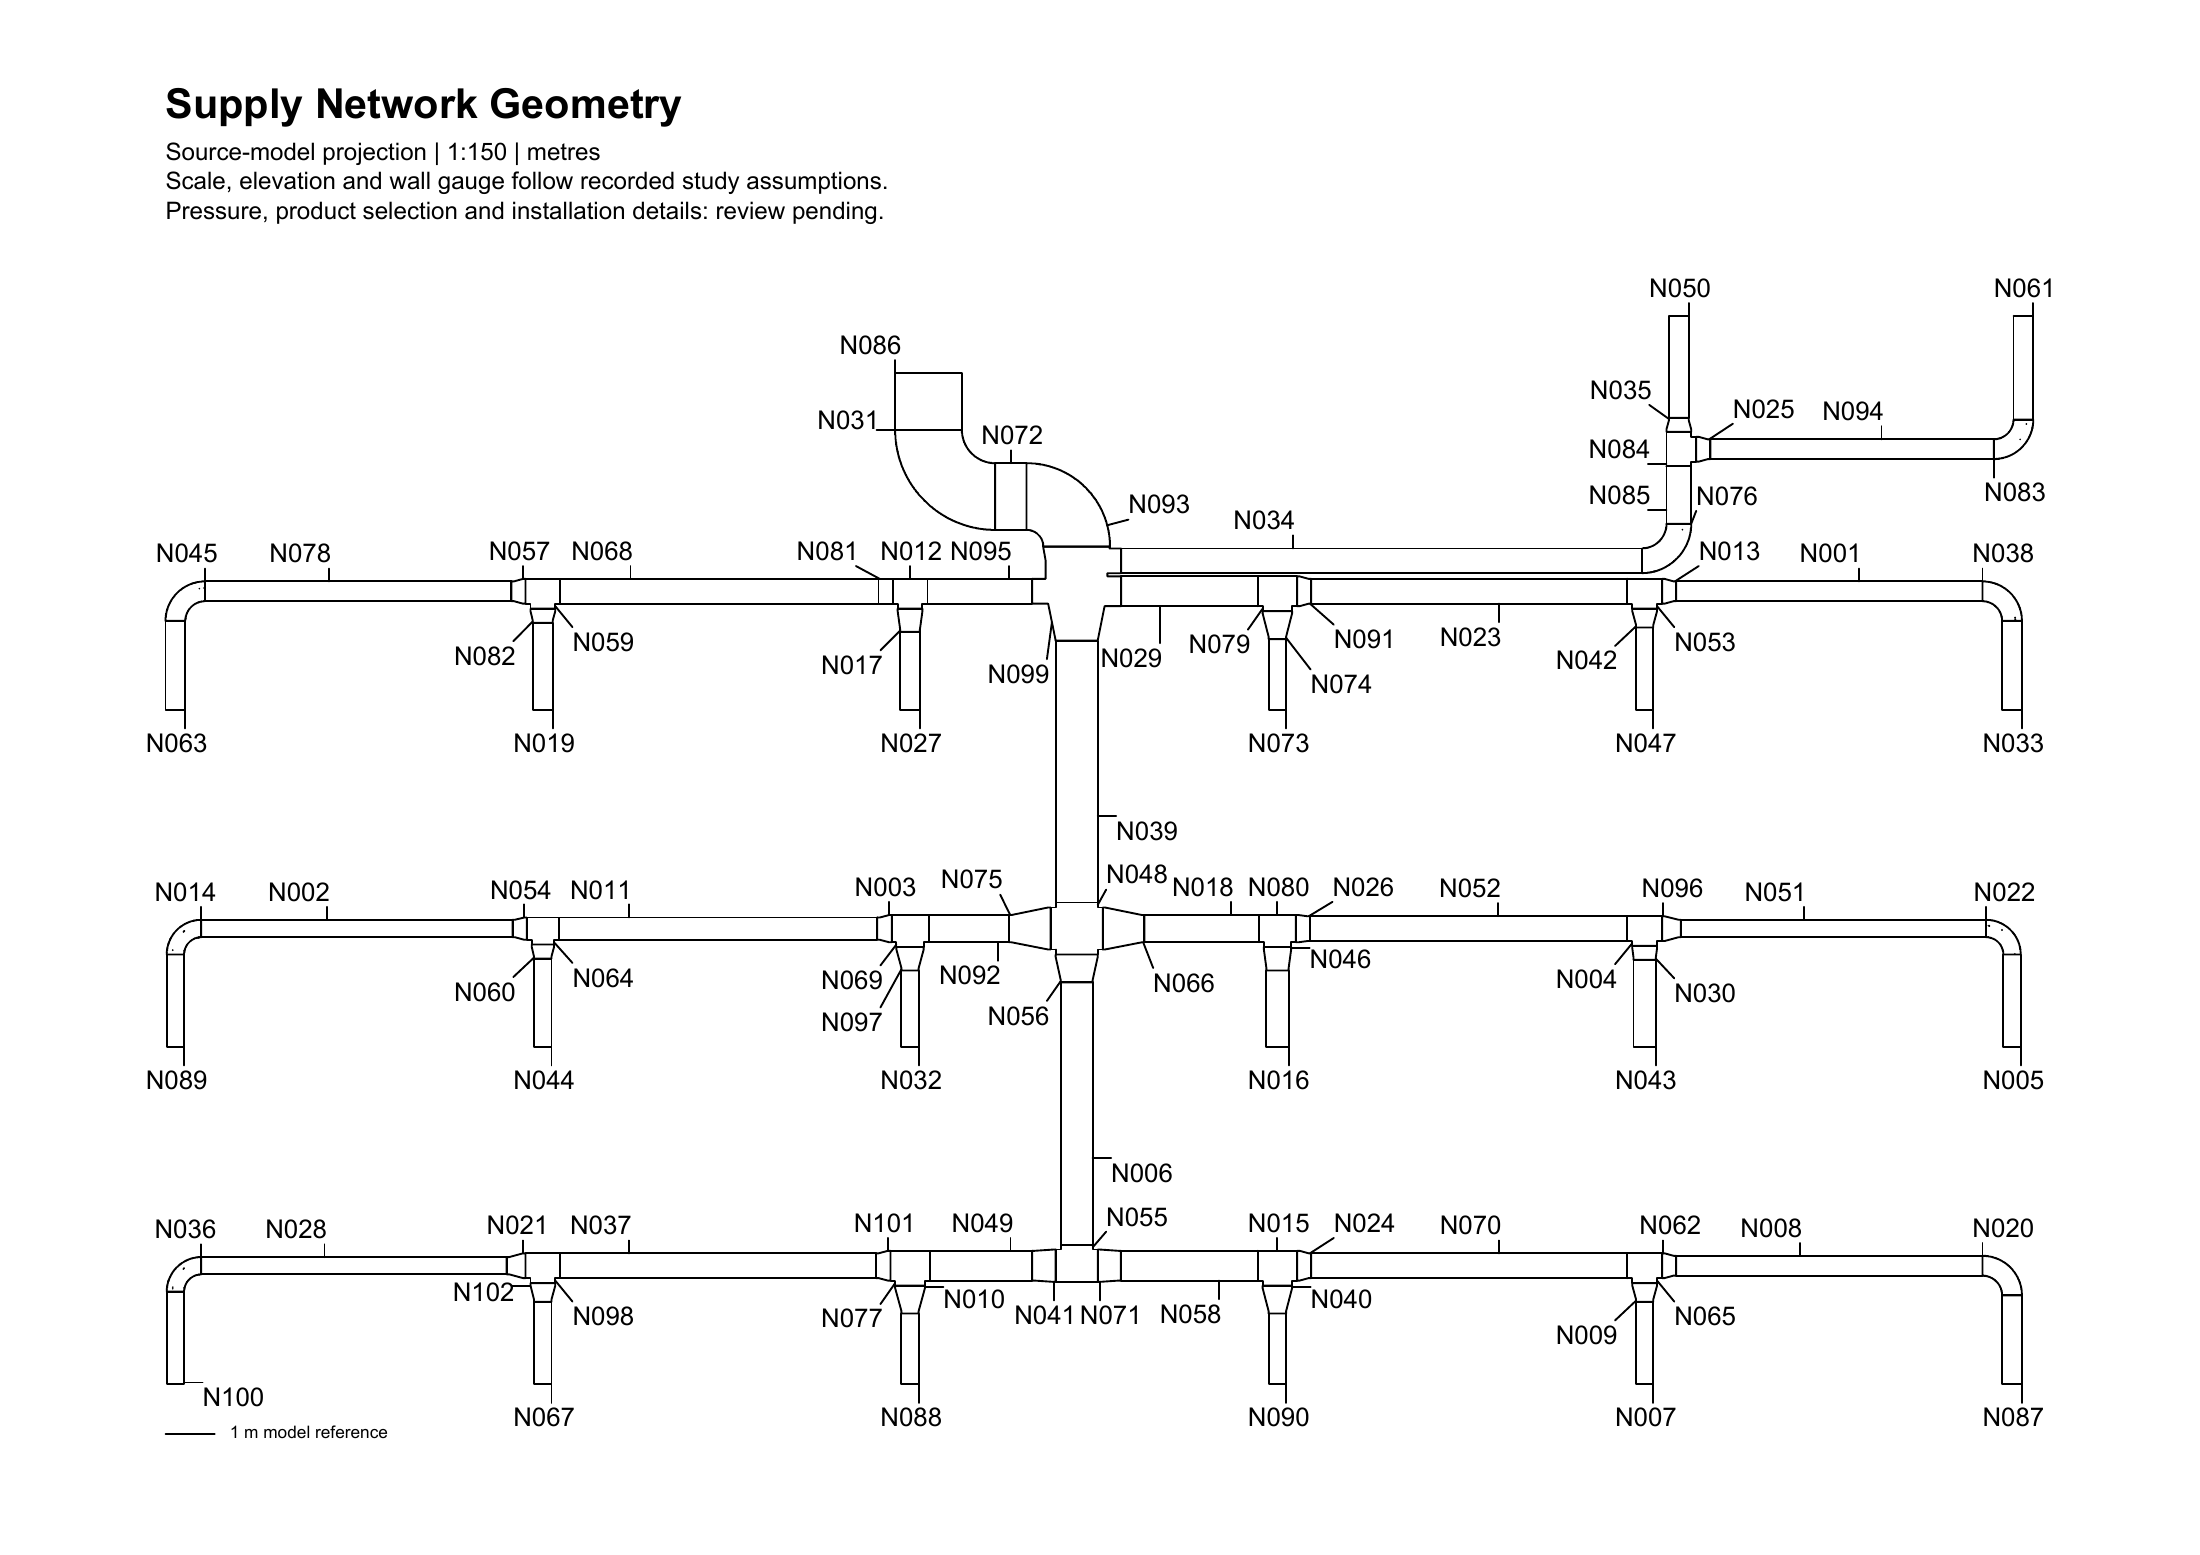 Supply Network Geometry
Source-model projection | 1:150 | metres
Scale, elevation and wall gauge follow recorded study assumptions.
Pressure, product selection and installation details: review pending.
N050
N061
N086
N035
N025
N094
N031
N072
N084
N083
N085
N076
N093
N034
N045
N078
N057
N068
N081
N012
N095
N013
N001
N038
N082
N059
N017
N099
N029
N079
N091
N023
N042
N053
N074
N063
N019
N027
N073
N047
N033
N039
N014
N002
N054
N011
N003
N075
N048
N018
N080
N026
N052
N096
N051
N022
N060
N064
N069
N092
N066
N046
N004
N030
N097
N056
N089
N044
N032
N016
N043
N005
N006
N036
N028
N021
N037
N101
N049
N055
N015
N024
N070
N062
N008
N020
N102
N098
N077
N010
N041
N071
N058
N040
N009
N065
N100
N067
N088
N090
N007
N087
1 m model reference